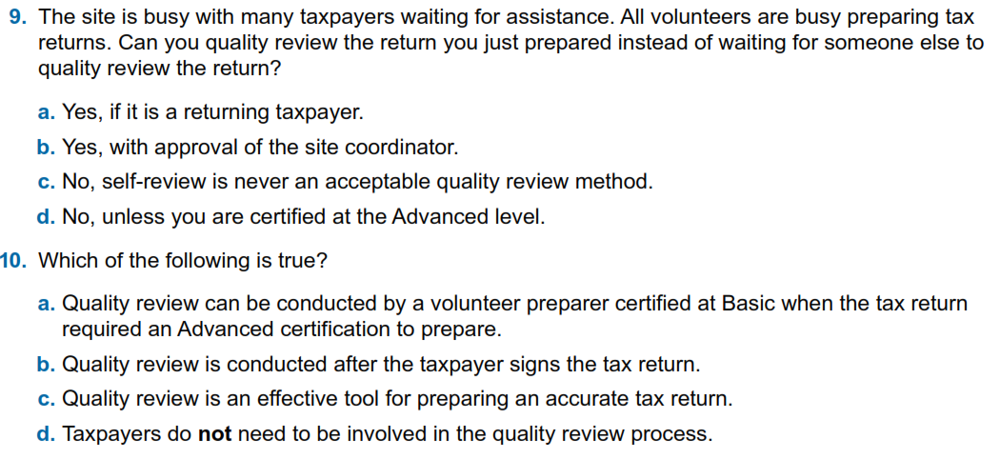 9. The site is busy with many taxpayers waiting for assistance. All volunteers are busy preparing tax
returns. Can you quality review the return you just prepared instead of waiting for someone else to
quality review the return?
a. Yes, if it is a returning taxpayer.
b. Yes, with approval of the site coordinator.
c. No, self-review is never an acceptable quality review method.
d. No, unless you are certified at the Advanced level.
10. Which of the following is true?
a. Quality review can be conducted by a volunteer preparer certified at Basic when the tax return
required an Advanced certification to prepare.
b. Quality review is conducted after the taxpayer signs the tax return.
c. Quality review is an effective tool for preparing an accurate tax return.
d. Taxpayers do not need to be involved in the quality review process.